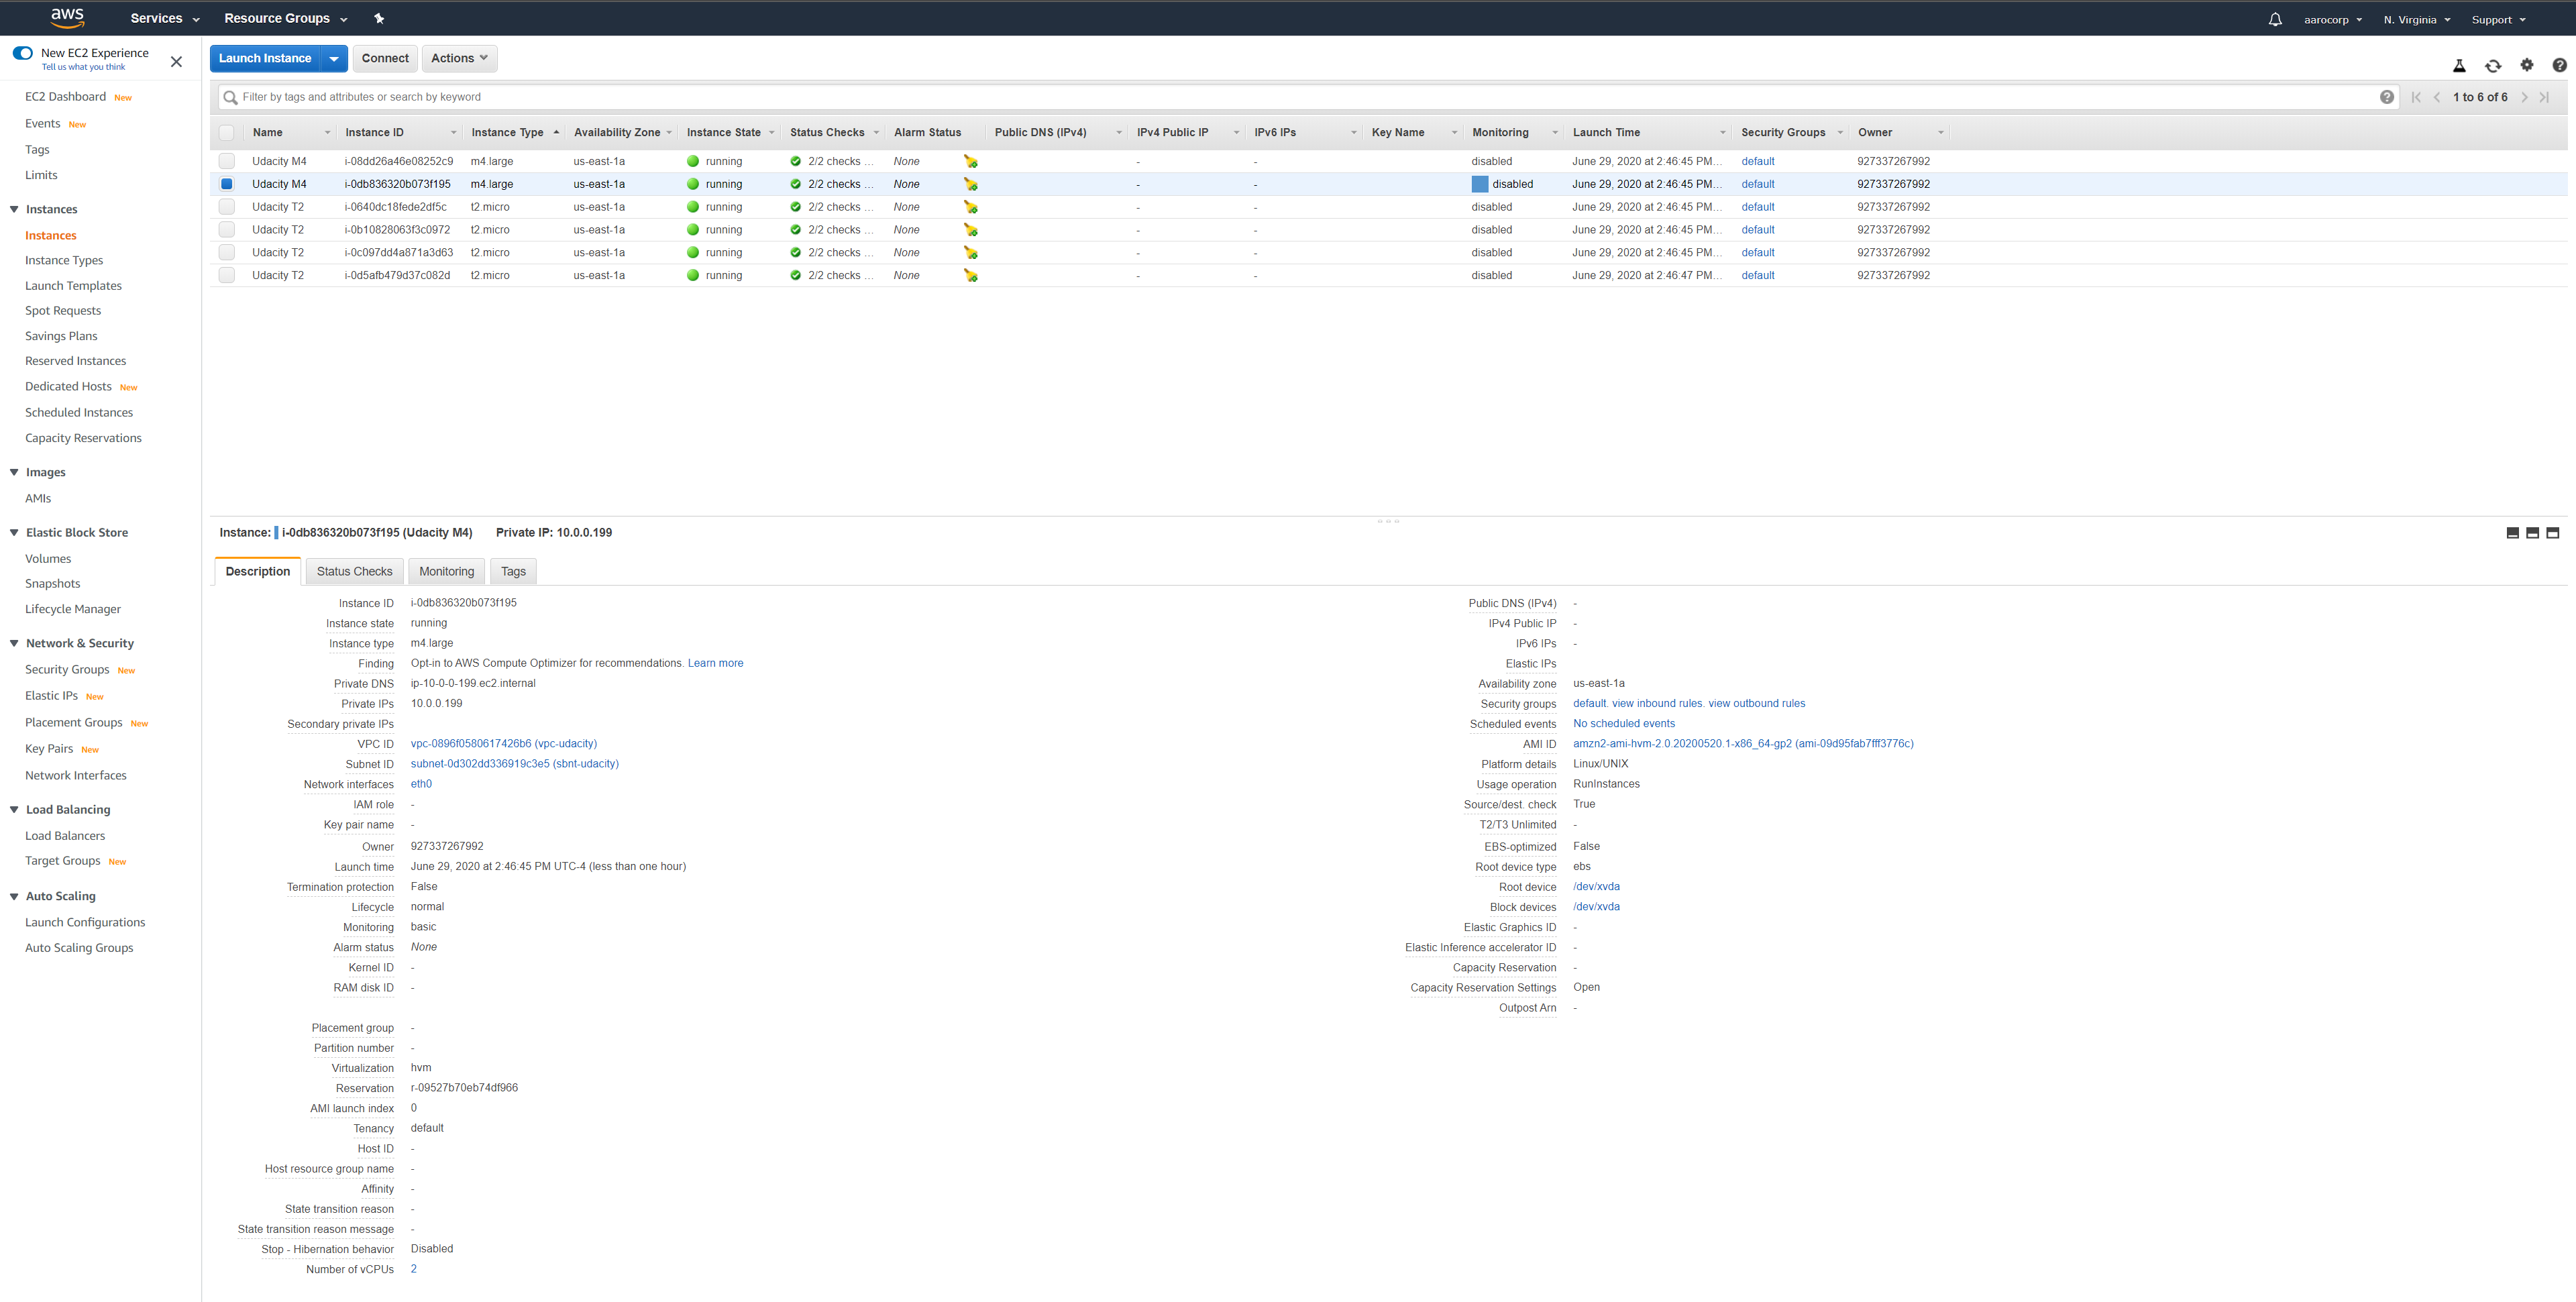 aws Services Resource Groups aarocorp N. Virginia Support
New EC2 Experience
Tell us what you think
EC2 Dashboard New
Events New
Tags
Limits
Instances
Instances
Instance Types
Launch Templates
Spot Requests
Savings Plans
Reserved Instances
Dedicated Hosts New
Scheduled Instances
Capacity Reservations
Images
AMIs
Elastic Block Store
Volumes
Snapshots
Lifecycle Manager
Network & Security
Security Groups New
Elastic IPs New
Placement Groups New
Key Pairs New
Network Interfaces
Load Balancing
Load Balancers
Target Groups New
Auto Scaling
Launch Configurations
Auto Scaling Groups
Launch Instance Connect Actions
Filter by tags and attributes or search by keyword 1 to 6 of 6
Name Instance ID Instance Type Availability Zone Instance State Status Checks Alarm Status Public DNS (IPv4) IPv4 Public IP IPv6 IPs Key Name Monitoring Launch Time Security Groups Owner
Udacity M4 i-08dd26a46e08252c9 m4.large us-east-1a running 2/2 checks ... None - - disabled June 29, 2020 at 2:46:45 PM... default 927337267992
Udacity M4 i-0db836320b073f195 m4.large us-east-1a running 2/2 checks ... None - - disabled June 29, 2020 at 2:46:45 PM... default 927337267992
Udacity T2 i-0640dc18fede2df5c t2.micro us-east-1a running 2/2 checks ... None - - disabled June 29, 2020 at 2:46:45 PM... default 927337267992
Udacity T2 i-0b10828063f3c0972 t2.micro us-east-1a running 2/2 checks ... None - - disabled June 29, 2020 at 2:46:45 PM... default 927337267992
Udacity T2 i-0c097dd4a871a3d63 t2.micro us-east-1a running 2/2 checks ... None - - disabled June 29, 2020 at 2:46:45 PM... default 927337267992
Udacity T2 i-0d5afb479d37c082d t2.micro us-east-1a running 2/2 checks ... None - - disabled June 29, 2020 at 2:46:47 PM... default 927337267992
Instance: i-0db836320b073f195 (Udacity M4) Private IP: 10.0.0.199
Description Status Checks Monitoring Tags
Instance ID i-0db836320b073f195
Instance state running
Instance type m4.large
Finding Opt-in to AWS Compute Optimizer for recommendations. Learn more
Private DNS ip-10-0-0-199.ec2.internal
Private IPs 10.0.0.199
Secondary private IPs
VPC ID vpc-0896f0580617426b6 (vpc-udacity)
Subnet ID subnet-0d302dd336919c3e5 (sbnt-udacity)
Network interfaces eth0
IAM role -
Key pair name -
Owner 927337267992
Launch time June 29, 2020 at 2:46:45 PM UTC-4 (less than one hour)
Termination protection False
Lifecycle normal
Monitoring basic
Alarm status None
Kernel ID -
RAM disk ID -
Placement group -
Partition number -
Virtualization hvm
Reservation r-09527b70eb74df966
AMI launch index 0
Tenancy default
Host ID -
Host resource group name -
Affinity -
State transition reason -
State transition reason message -
Stop - Hibernation behavior Disabled
Number of vCPUs 2
Public DNS (IPv4) -
IPv4 Public IP -
IPv6 IPs -
Elastic IPs
Availability zone us-east-1a
Security groups default. view inbound rules. view outbound rules
Scheduled events No scheduled events
AMI ID amzn2-ami-hvm-2.0.20200520.1-x86_64-gp2 (ami-09d95fab7fff3776c)
Platform details Linux/UNIX
Usage operation RunInstances
Source/dest. check True
T2/T3 Unlimited -
EBS-optimized False
Root device type ebs
Root device /dev/xvda
Block devices /dev/xvda
Elastic Graphics ID -
Elastic Inference accelerator ID -
Capacity Reservation -
Capacity Reservation Settings Open
Outpost Arn -